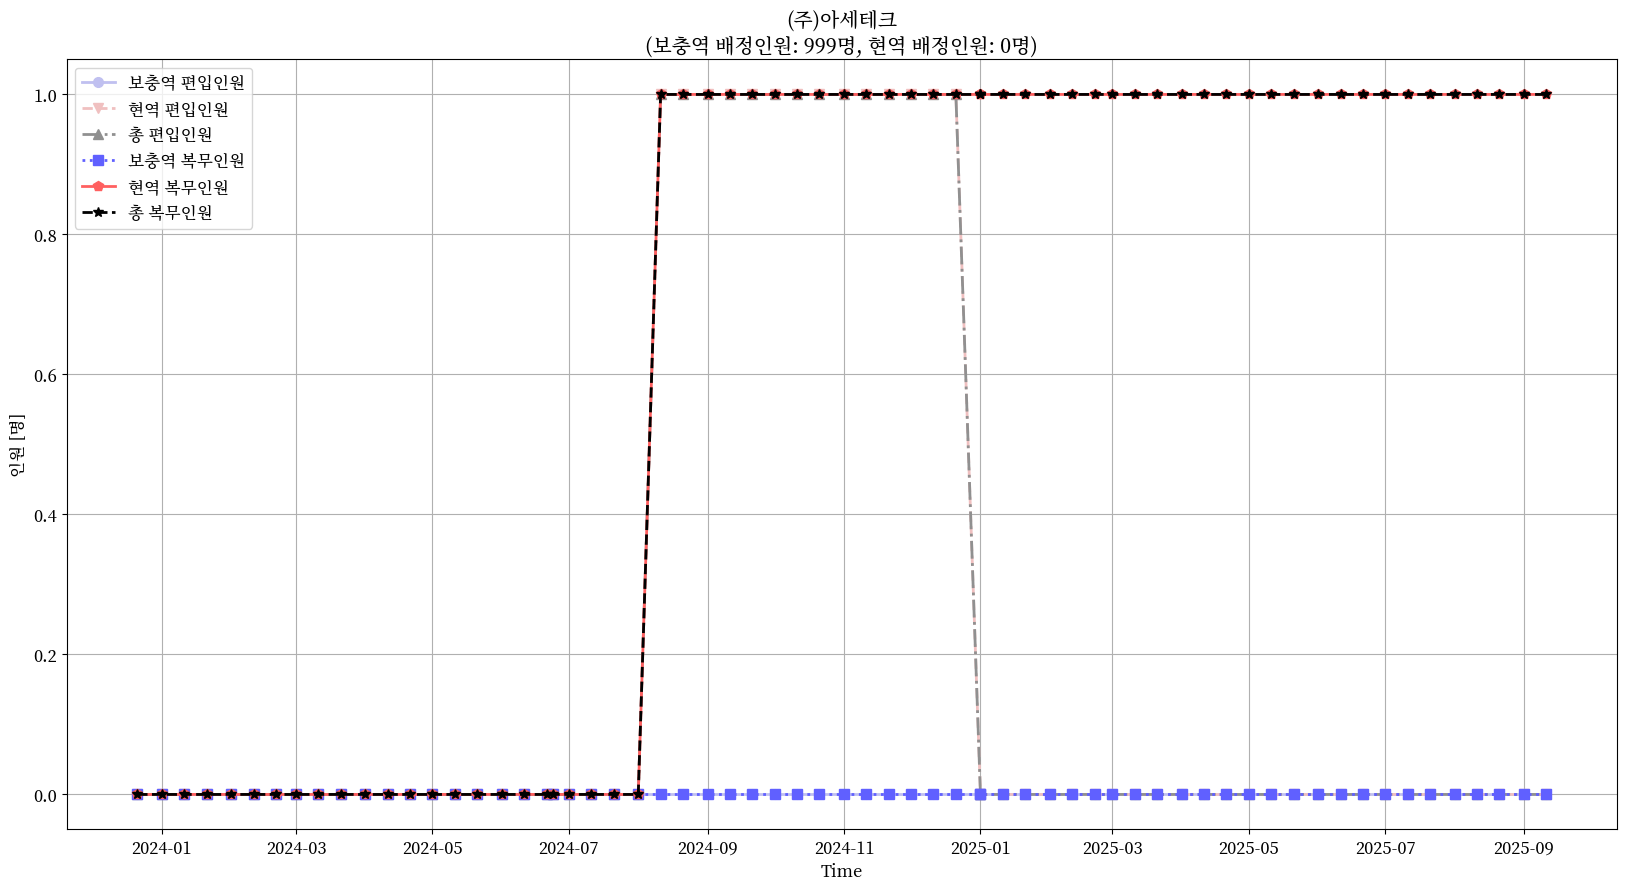 (주)아세테크
(보충역 배정인원: 999명, 현역 배정인원: 0명)
보충역 편입인원
현역 편입인원
총 편입인원
보충역 복무인원
현역 복무인원
총 복무인원
1.0
0.8
0.6
0.4
0.2
0.0
인원 [명]
2024-01
2024-03
2024-05
2024-07
2024-09
2024-11
2025-01
2025-03
2025-05
2025-07
2025-09
Time